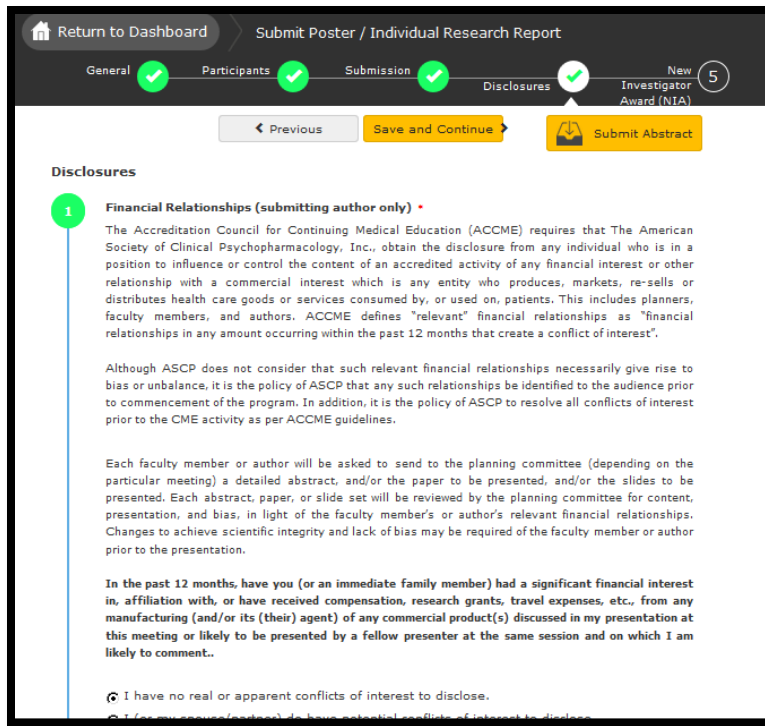 Return to Dashboard
Submit Poster / Individual Research Report
General
Participants
Submission
Disclosures
New
Investigator
Award (NIA)
5
Previous
Save and Continue
Submit Abstract
Disclosures
1
Financial Relationships (submitting author only) •
The Accreditation Council for Continuing Medical Education (ACCME) requires that The American
Society of Clinical Psychopharmacology, Inc., obtain the disclosure from any individual who is in a
position to influence or control the content of an accredited activity of any financial interest or other
relationship with a commercial interest which is any entity who produces, markets, re-sells or
distributes health care goods or services consumed by, or used on, patients. This includes planners,
faculty members, and authors. ACCME defines "relevant" financial relationships as "financial
relationships in any amount occurring within the past 12 months that create a conflict of interest".
Although ASCP does not consider that such relevant financial relationships necessarily give rise to
bias or unbalance, it is the policy of ASCP that any such relationships be identified to the audience prior
to commencement of the program. In addition, it is the policy of ASCP to resolve all conflicts of interest
prior to the CME activity as per ACCME guidelines.
Each faculty member or author will be asked to send to the planning committee (depending on the
particular meeting) a detailed abstract, and/or the paper to be presented, and/or the slides to be
presented. Each abstract, paper, or slide set will be reviewed by the planning committee for content,
presentation, and bias, in light of the faculty member's or author's relevant financial relationships.
Changes to achieve scientific integrity and lack of bias may be required of the faculty member or author
prior to the presentation.
In the past 12 months, have you (or an immediate family member) had a significant financial interest
in, affiliation with, or have received compensation, research grants, travel expenses, etc., from any
manufacturing (and/or its (their) agent) of any commercial product(s) discussed in my presentation at
this meeting or likely to be presented by a fellow presenter at the same session and on which I am
likely to comment..
I have no real or apparent conflicts of interest to disclose.
I (or my spouse/partner) do have potential conflicts of interest to disclose